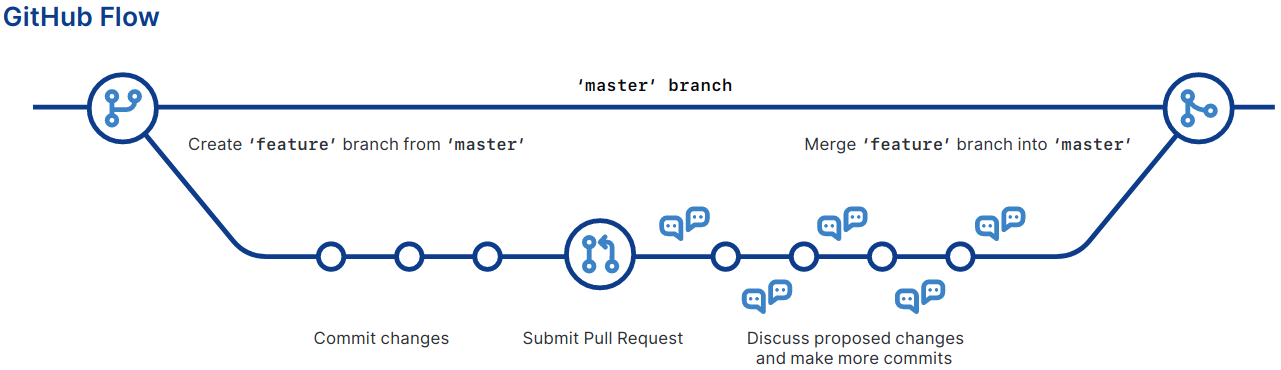 GitHub Flow
‘master’ branch
Create ‘feature’ branch from ‘master’
Merge ‘feature’ branch into ‘master’
Commit changes
Submit Pull Request
Discuss proposed changes
and make more commits